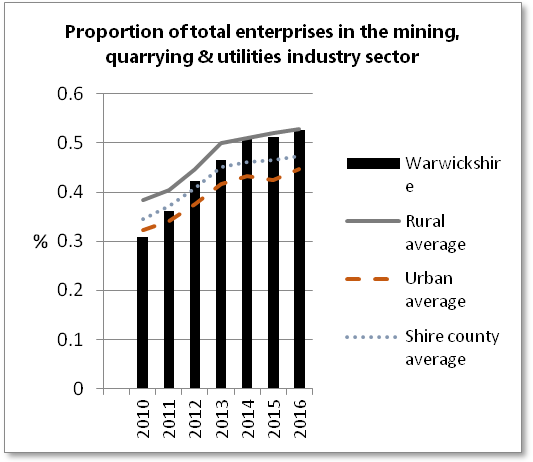 Proportion of total enterprises in the mining,
quarrying & utilities industry sector
0.6
0.5
0.4
0.3
0.2
0.1
0
%
2010
2011
2012
2013
2014
2015
2016
Warwickshir
e
Rural
average
Urban
average
Shire county
average